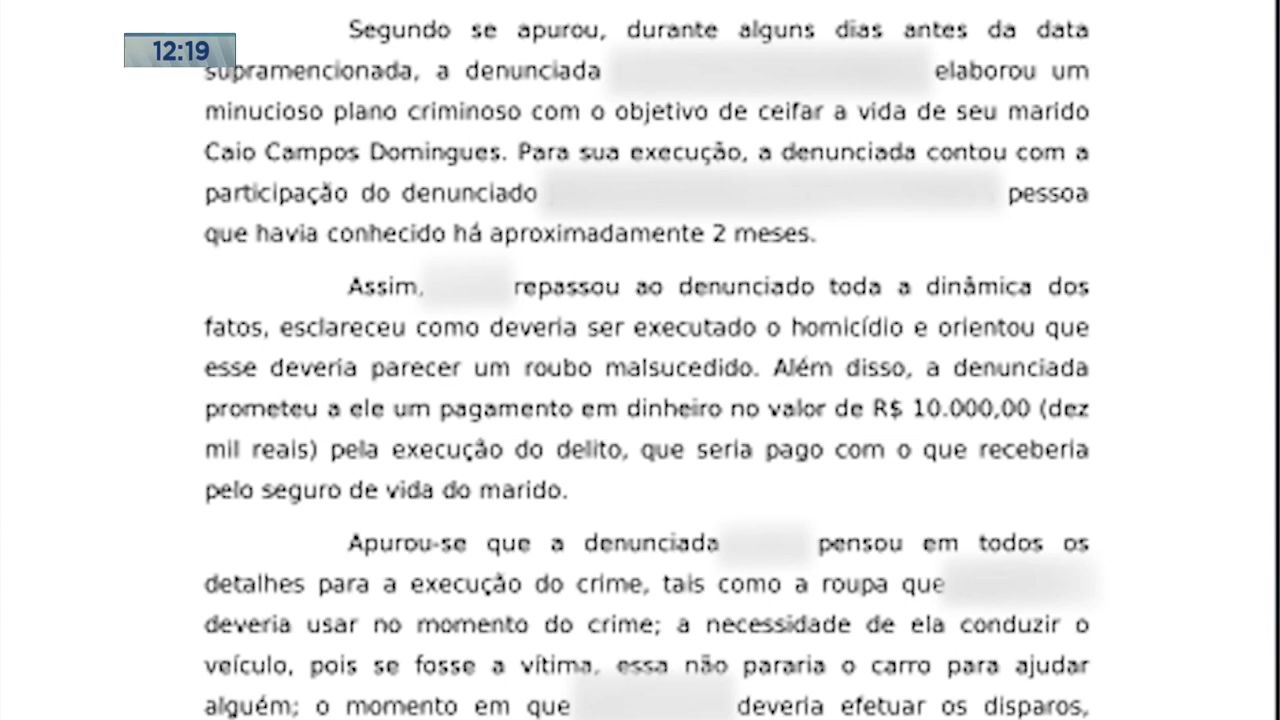 12:19
Segundo se apurou, durante alguns dias antes da data
supramencionada, a denunciada elaborou um
minucioso plano criminoso com o objetivo de ceifar a vida de seu marido
Caio Campos Domingues. Para sua execução, a denunciada contou com a
participação do denunciado pessoa
que havia conhecido há aproximadamente 2 meses.
Assim, repassou ao denunciado toda a dinâmica dos
fatos, esclareceu como deveria ser executado o homicídio e orientou que
esse deveria parecer um roubo malsucedido. Além disso, a denunciada
prometeu a ele um pagamento em dinheiro no valor de R$ 10.000,00 (dez
mil reais) pela execução do delito, que seria pago com o que receberia
pelo seguro de vida do marido.
Apurou-se que a denunciada pensou em todos os
detalhes para a execução do crime, tais como a roupa que
deveria usar no momento do crime; a necessidade de ela conduzir o
veículo, pois se fosse a vítima, essa não pararia o carro para ajudar
alguém; o momento em que deveria efetuar os disparos,